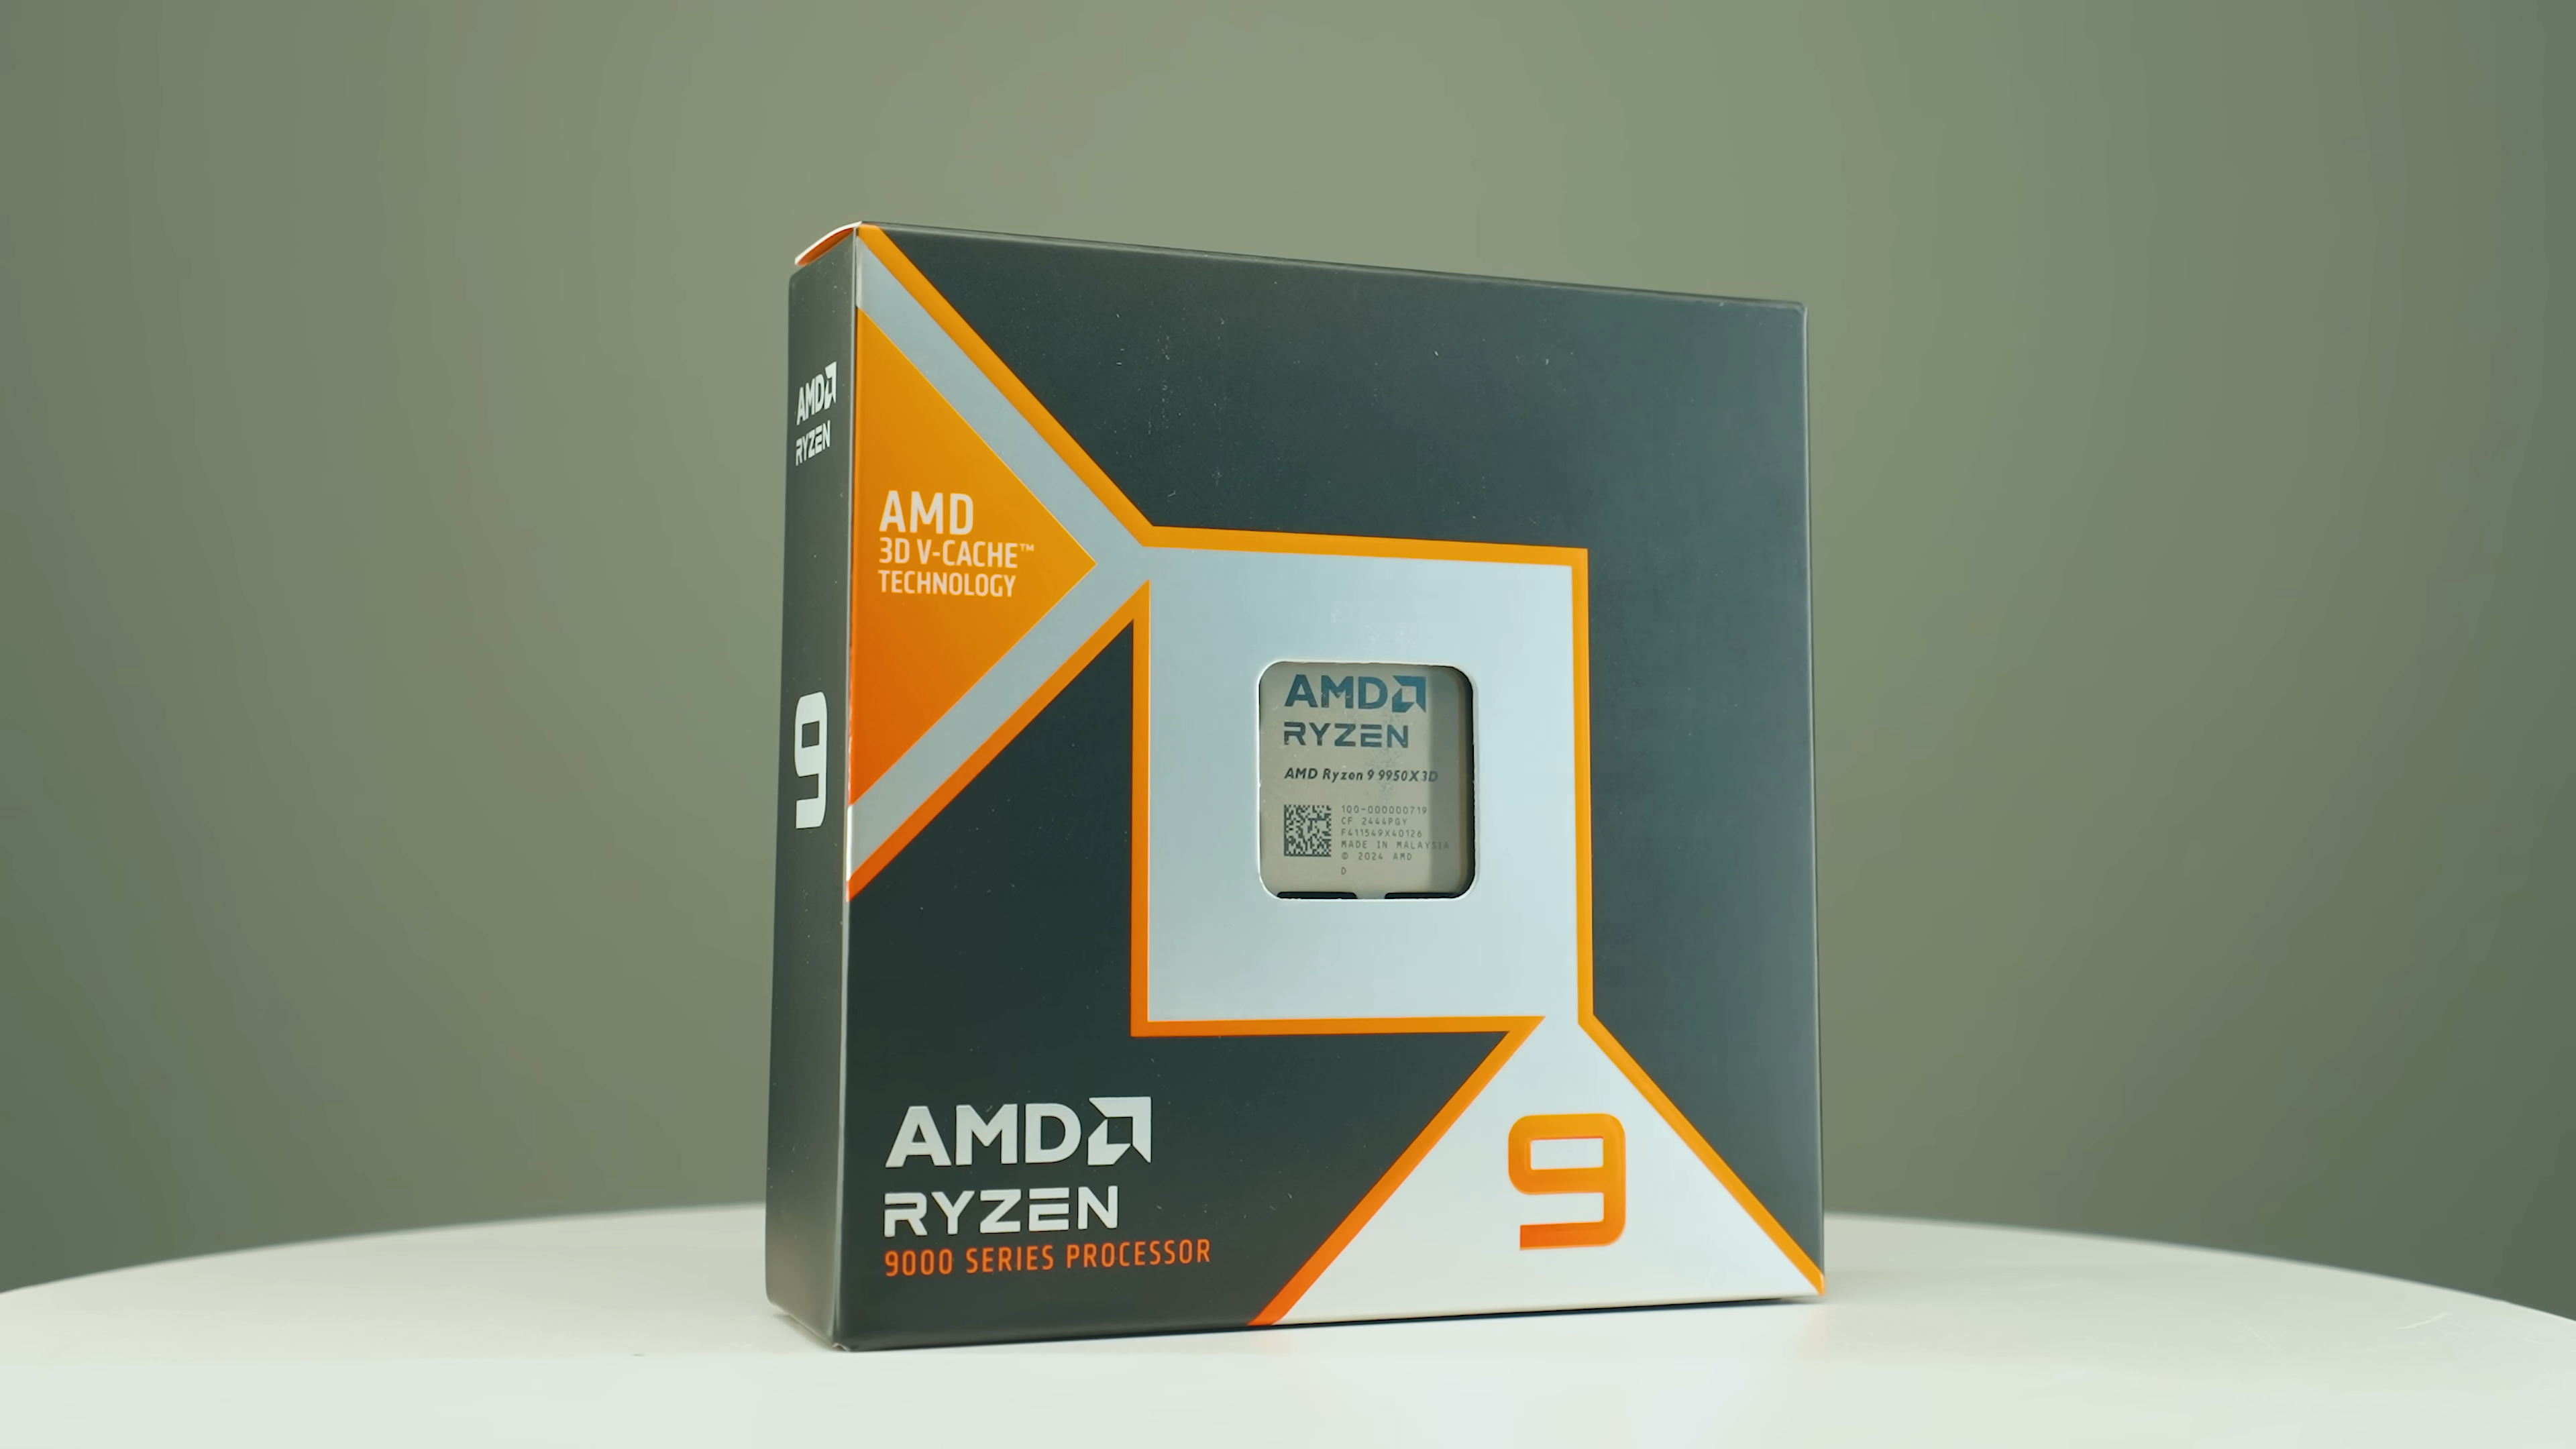 AMD
RYZEN
9
AMD
3D V-CACHE™
TECHNOLOGY
AMD
RYZEN
AMD Ryzen 9 9950X3D
100-000000719
CF 2444PGY
F411549X40126
MADE IN MALAYSIA
© 2024 AMD
D
AMD
RYZEN
9000 SERIES PROCESSOR
9